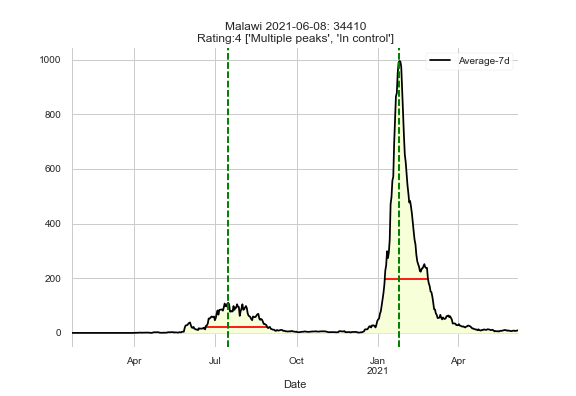 Malawi 2021-06-08: 34410
Rating:4 ['Multiple peaks', 'In control']
Average-7d
1000
800
600
400
200
0
Apr
Jul
Oct
Jan
2021
Apr
Date